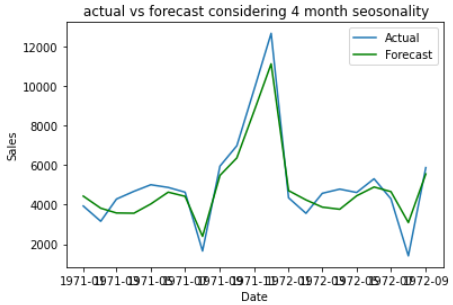 actual vs forecast considering 4 month seosonality
Actual
Forecast
12000
10000
8000
6000
4000
2000
Sales
1971-01 1971-03 1971-05 1971-07 1971-09 1971-11 1972-01 1972-03 1972-05 1972-07 1972-09
Date